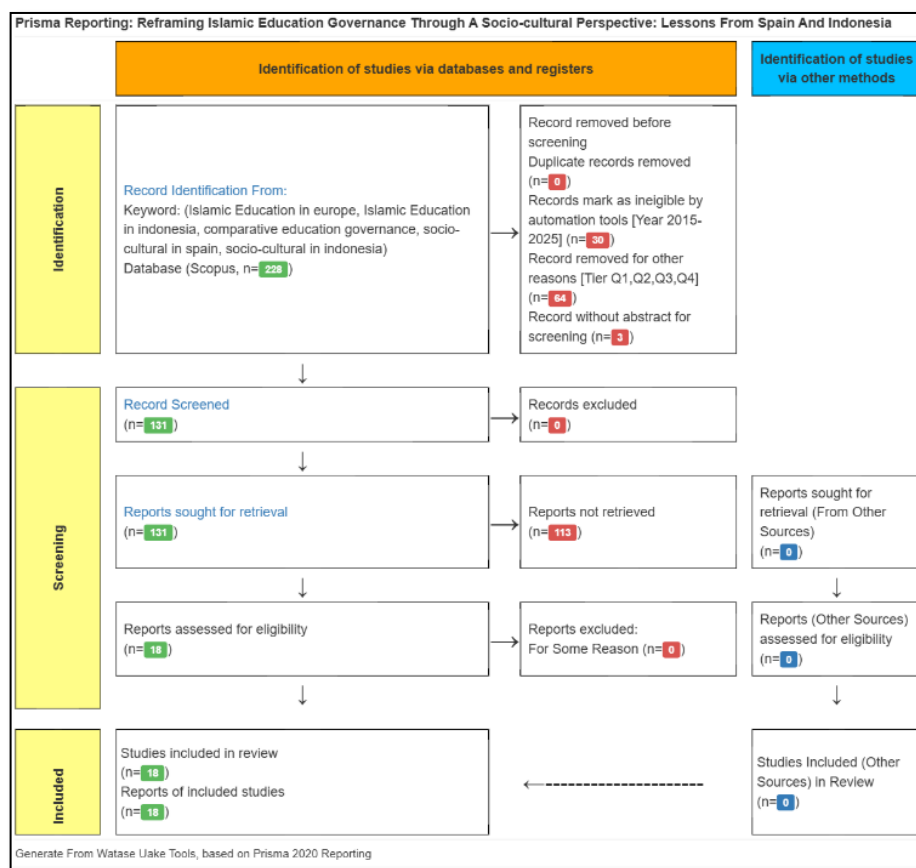 Prisma Reporting: Reframing Islamic Education Governance Through A Socio-cultural Perspective: Lessons From Spain And Indonesia
Identification of studies via databases and registers
Identification of studies
via other methods
Identification
Record Identification From:
Keyword: (Islamic Education in europe, Islamic Education
in indonesia, comparative education governance, socio-
cultural in spain, socio-cultural in indonesia)
Database (Scopus, n= 228 )
→
Record removed before
screening
Duplicate records removed
(n= 0 )
Records mark as ineigible by
automation tools [Year 2015-
2025] (n= 30 )
Record removed for other
reasons [Tier Q1,Q2,Q3,Q4]
(n= 64 )
Record without abstract for
screening (n= 3 )
↓
Screening
Record Screened
(n= 131 )
→
Records excluded
(n= 0 )
↓
Reports sought for retrieval
(n= 131 )
→
Reports not retrieved
(n= 113 )
Reports sought for
retrieval (From Other
Sources)
(n= 0 )
↓
↓
Reports assessed for eligibility
(n= 18 )
→
Reports excluded:
For Some Reason (n= 0 )
Reports (Other Sources)
assessed for eligibility
(n= 0 )
↓
↓
Included
Studies included in review
(n= 18 )
Reports of included studies
(n= 18 )
Studies Included (Other
Sources) in Review
(n= 0 )
Generate From Watase Uake Tools, based on Prisma 2020 Reporting